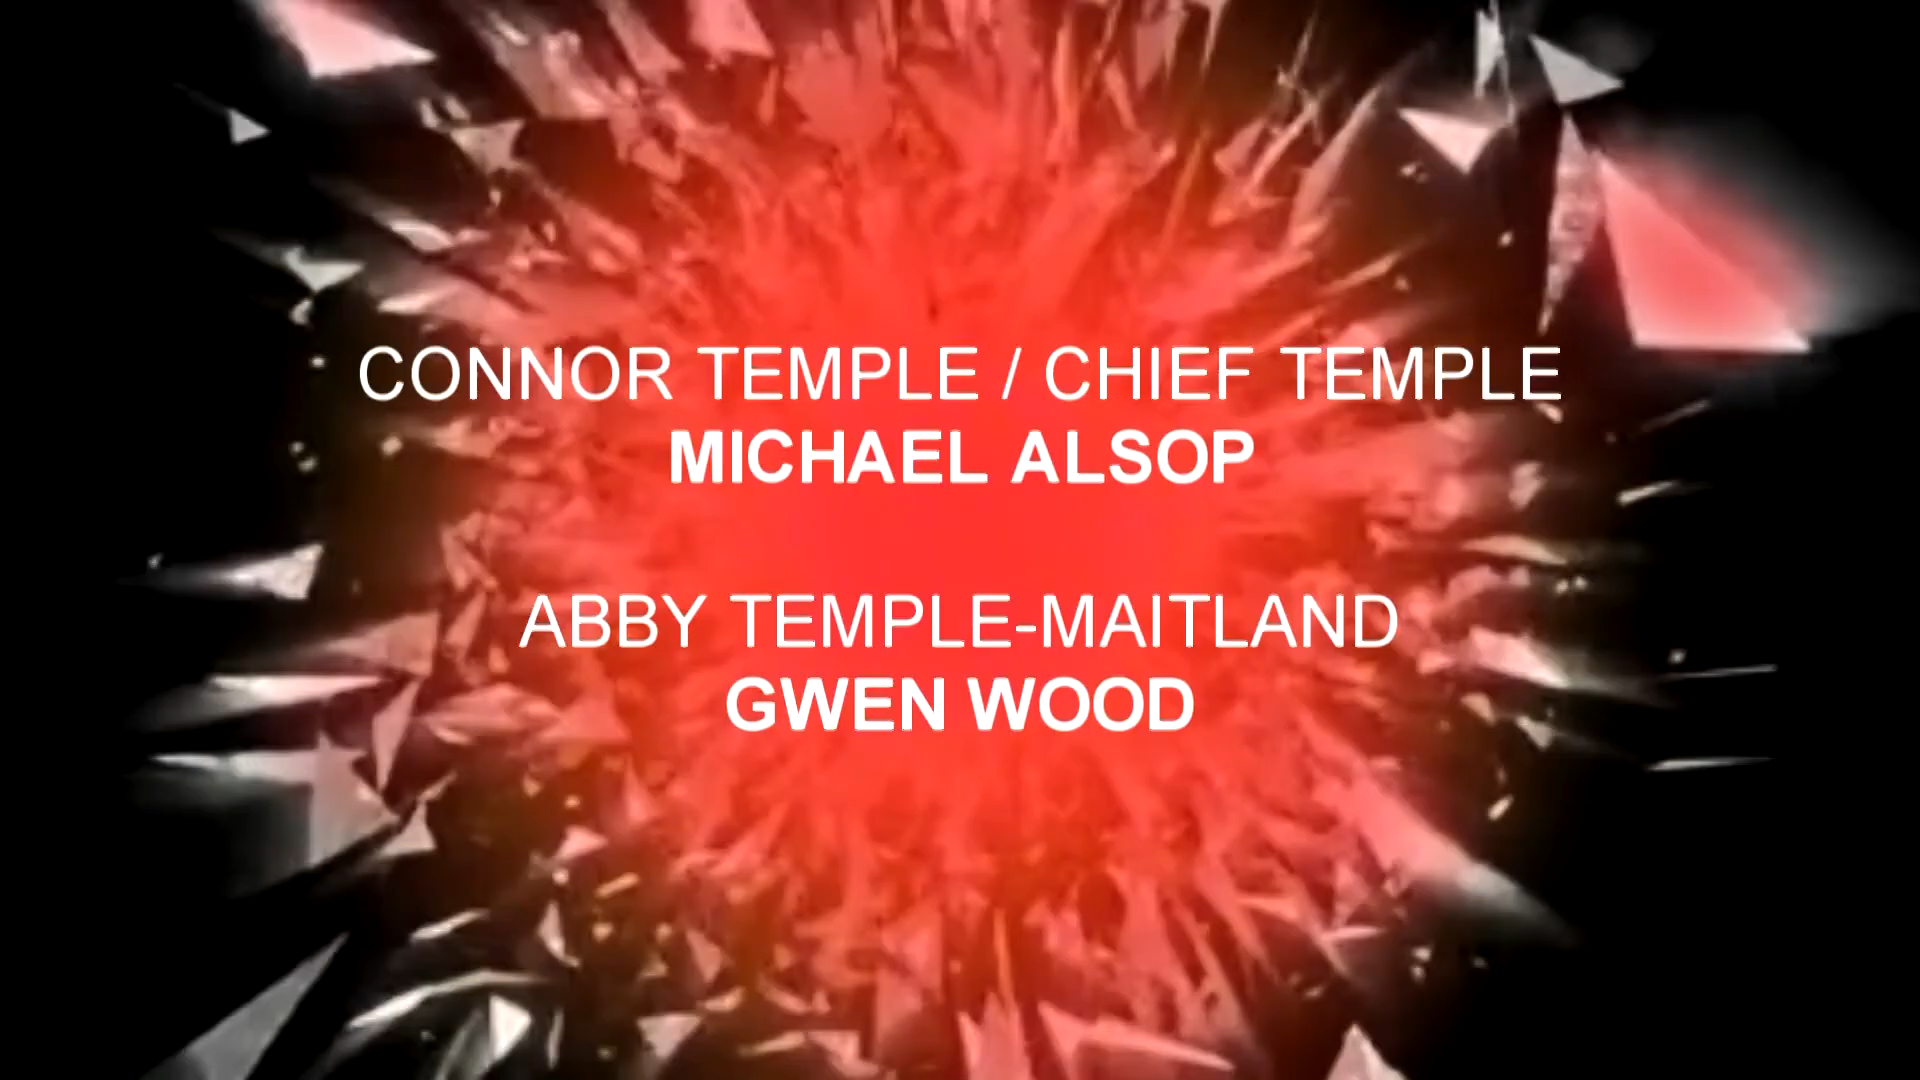 CONNOR TEMPLE / CHIEF TEMPLE
MICHAEL ALSOP
ABBY TEMPLE-MAITLAND
GWEN WOOD